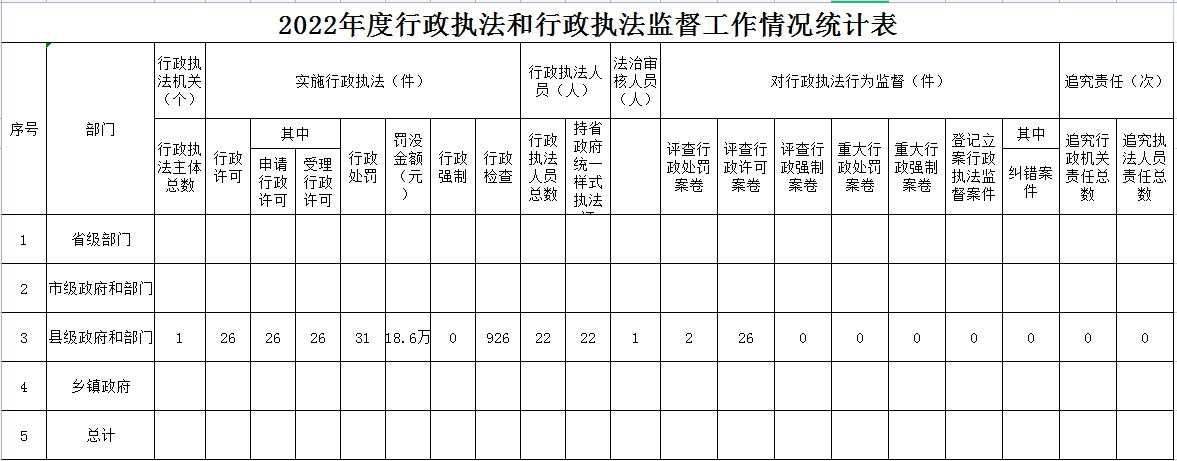 2022年度行政执法和行政执法监督工作情况统计表
序号
部门
行政执
法机关
（个）
实施行政执法（件）
行政执法人
员（人）
法治审
核人员
（人）
对行政执法行为监督（件）
追究责任（次）
行政执
法主体
总数
行政
许可
其中
申请
行政
许可
受理
行政
许可
行政
处罚
罚没
金额
（元
）
行政
强制
行政
检查
行政
执法
人员
总数
持省
政府
统一
样式
执法
评查行
政处罚
案卷
评查行
政许可
案卷
评查行
政强制
案卷
重大行
政处罚
案卷
重大行
政强制
案卷
登记立
案行政
执法监
督案件
其中
纠错案
件
追究行
政机关
责任总
数
追究执
法人员
责任总
数
1 省级部门
2 市级政府和部门
3 县级政府和部门 1 26 26 26 31 18.6万 0 926 22 22 1 2 26 0 0 0 0 0 0 0
4 乡镇政府
5 总计